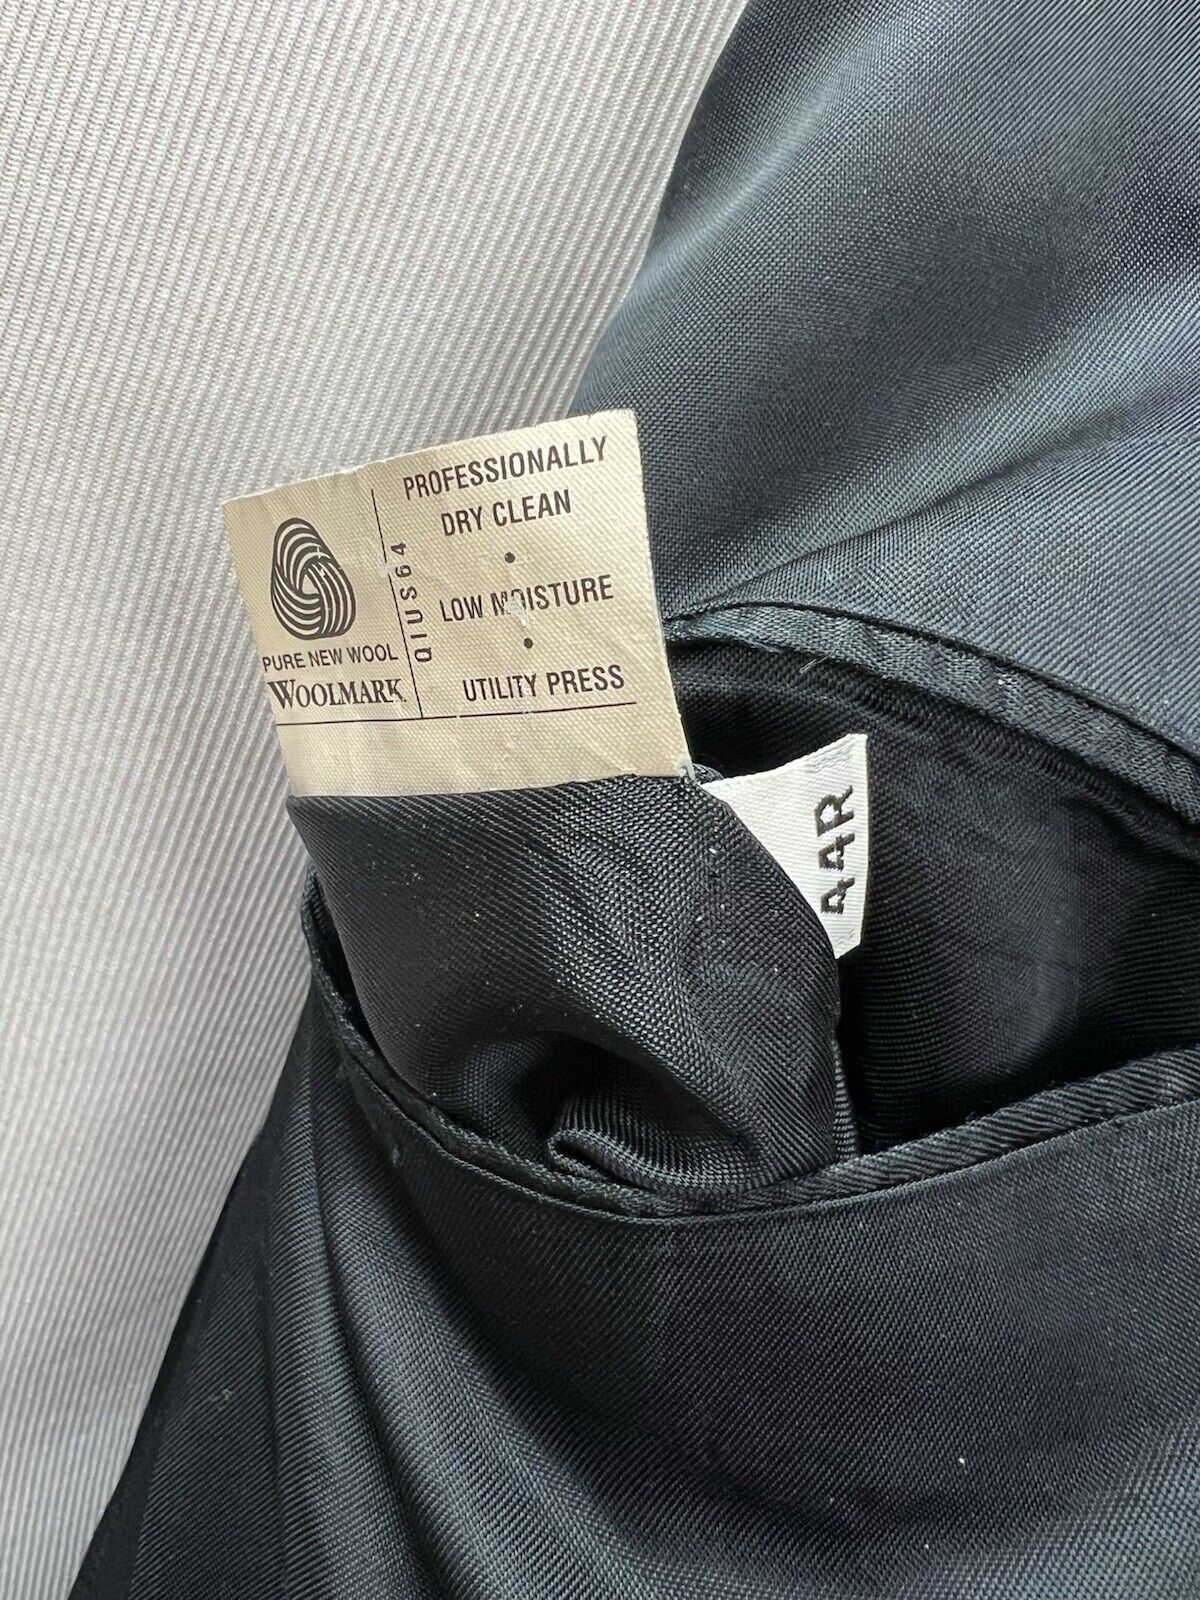 PURE NEW WOOL
WOOLMARK
QIUS64
PROFESSIONALLY
DRY CLEAN
•
LOW MOISTURE
•
UTILITY PRESS
44R